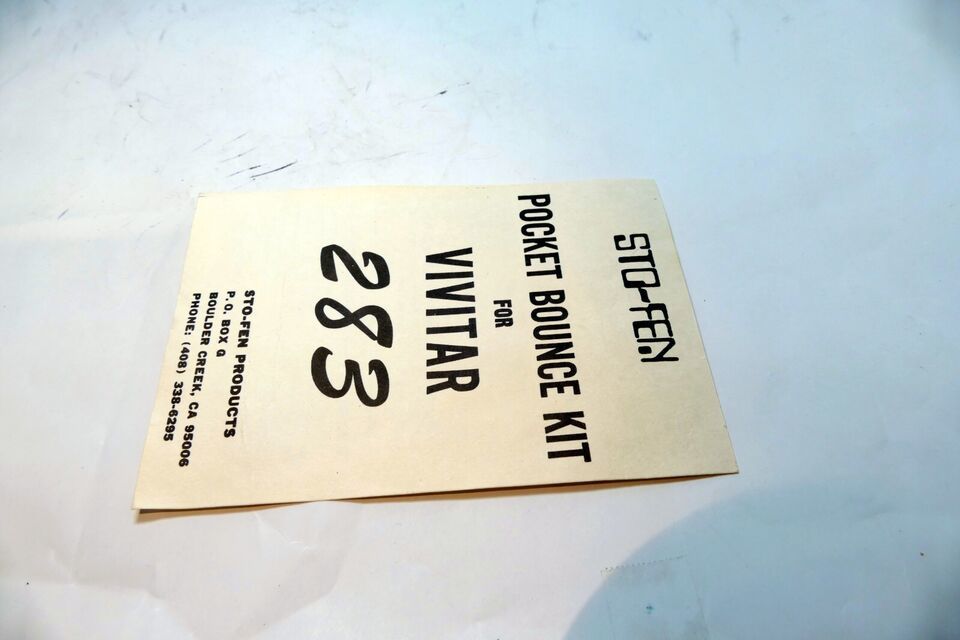 STO-FEN
POCKET BOUNCE KIT
FOR
VIVITAR
283
STO-FEN PRODUCTS
P.O. BOX G
BOULDER CREEK, CA 95006
PHONE: (408) 338-6295